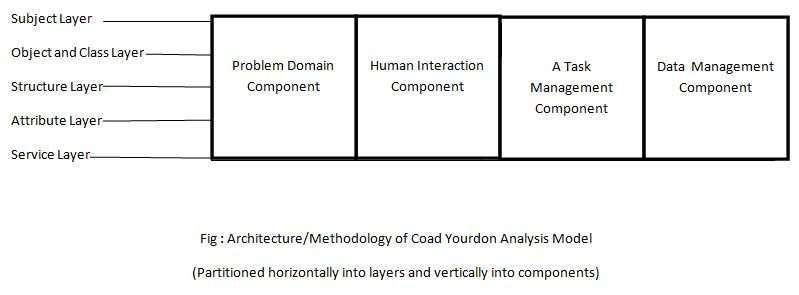 Subject Layer
Object and Class Layer
Structure Layer
Attribute Layer
Service Layer
Problem Domain
Component
Human Interaction
Component
A Task
Management
Component
Data Management
Component
Fig : Architecture/Methodology of Coad Yourdon Analysis Model
(Partitioned horizontally into layers and vertically into components)